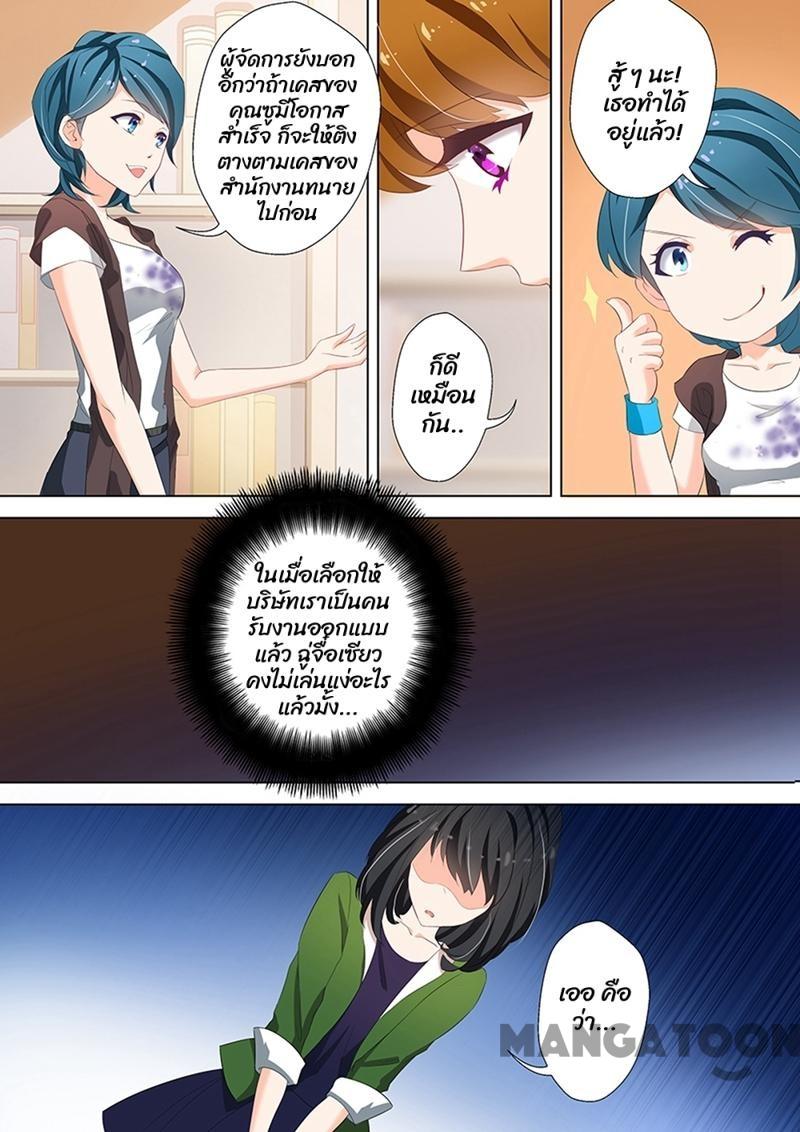 ผู้จัดการยังบอก
อีกว่าถ้าเคสของ
คุณซูมีโอกาส
สำเร็จ ก็จะให้ติง
ตางตามเคสของ
สำนักงานทนาย
ไปก่อน
ก็ดี
เหมือน
กัน..
สู้ ๆ นะ!
เธอทำได้
อยู่แล้ว!
ในเมื่อเลือกให้
บริษัทเราเป็นคน
รับงานออกแบบ
แล้ว ฉู่จื่อเซียว
คงไม่เล่นแง่อะไร
แล้วมั้ง...
เออ คือ
ว่า...
MANGATOON